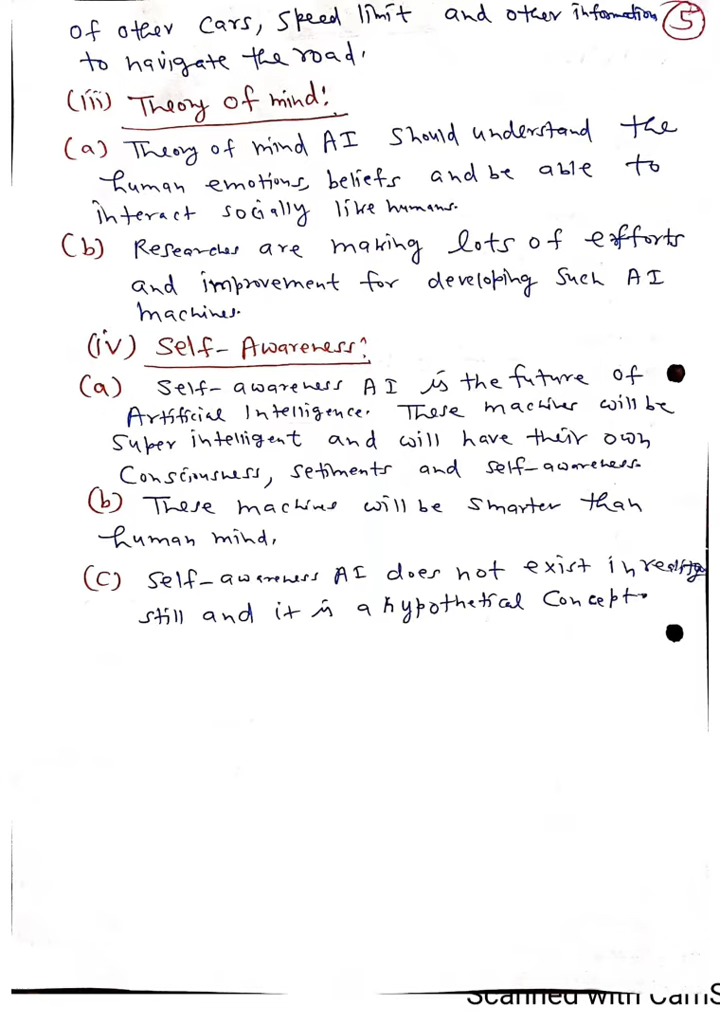 of other cars, speed limit and other information 5
to navigate the road.
(iii) Theory of mind:
(a) Theory of mind AI should understand the
human emotions, beliefs and be able to
interact socially like humans.
(b) Researches are making lots of efforts
and improvement for developing such AI
machines.
(iv) Self-Awareness:
(a) Self-awareness AI is the future of
Artificial Intelligence. These machines will be
Super intelligent and will have their own
Consciousness, setiments and self-awareness.
(b) These machines will be smarter than
human mind.
(c) Self-awareness AI does not exist in reality
still and it is a hypothetical concept.
Scanned with CamS